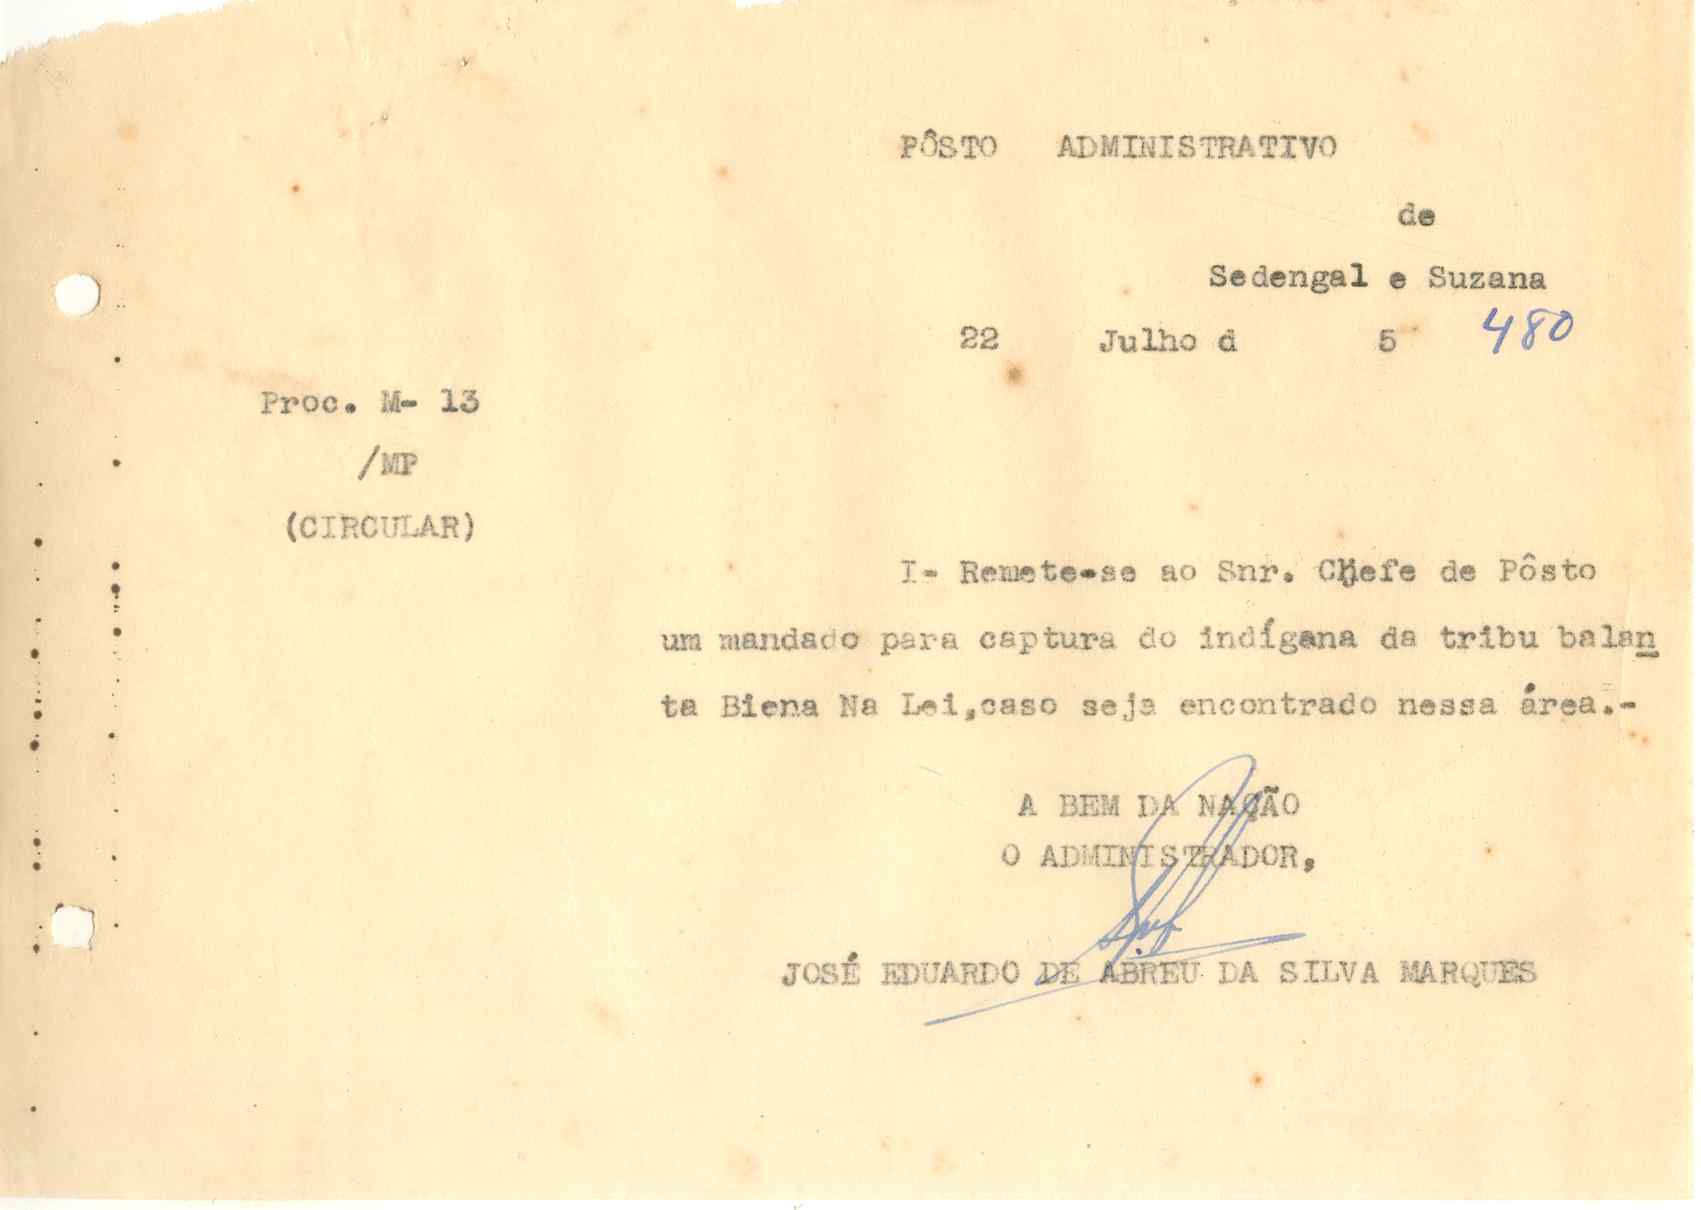 PÔSTO ADMINISTRATIVO
de
Sedengal e Suzana
22 Julho d 5 480
Proc. M- 13
/MP
(CIRCULAR)
I- Remete-se ao Snr. Chefe de Pôsto
um mandado para captura do indígena da tribu balan
ta Biena Na Lei,caso seja encontrado nessa área.-
A BEM DA NAÇÃO
O ADMINISTRADOR,
JOSÉ EDUARDO DE ABREU DA SILVA MARQUES